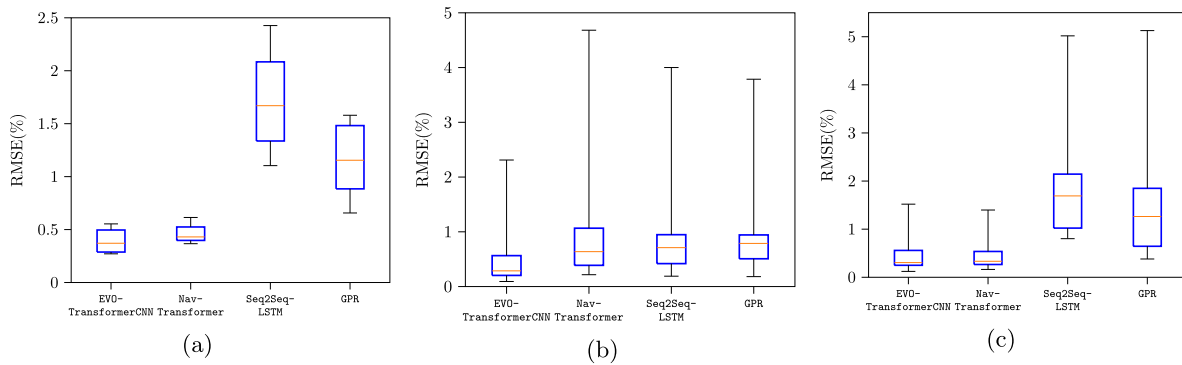 RMSE(%)
2.5
2
1.5
1
0.5
0
EVO-
TransformerCNN
Nav-
Transformer
Seq2Seq-
LSTM
GPR
(a)
RMSE(%)
5
4
3
2
1
0
EVO-
TransformerCNN
Nav-
Transformer
Seq2Seq-
LSTM
GPR
(b)
RMSE(%)
5
4
3
2
1
0
EVO-
TransformerCNN
Nav-
Transformer
Seq2Seq-
LSTM
GPR
(c)